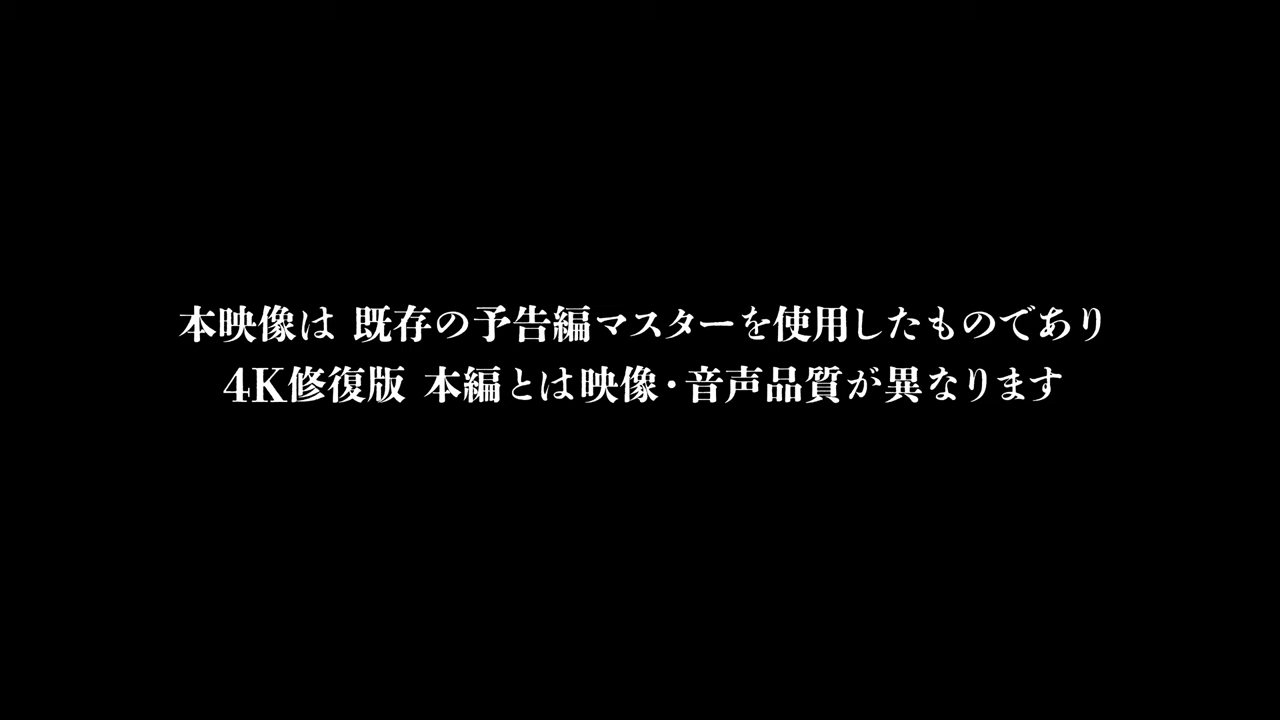 本映像は 既存の予告編マスターを使用したものであり
4K修復版 本編とは映像・音声品質が異なります